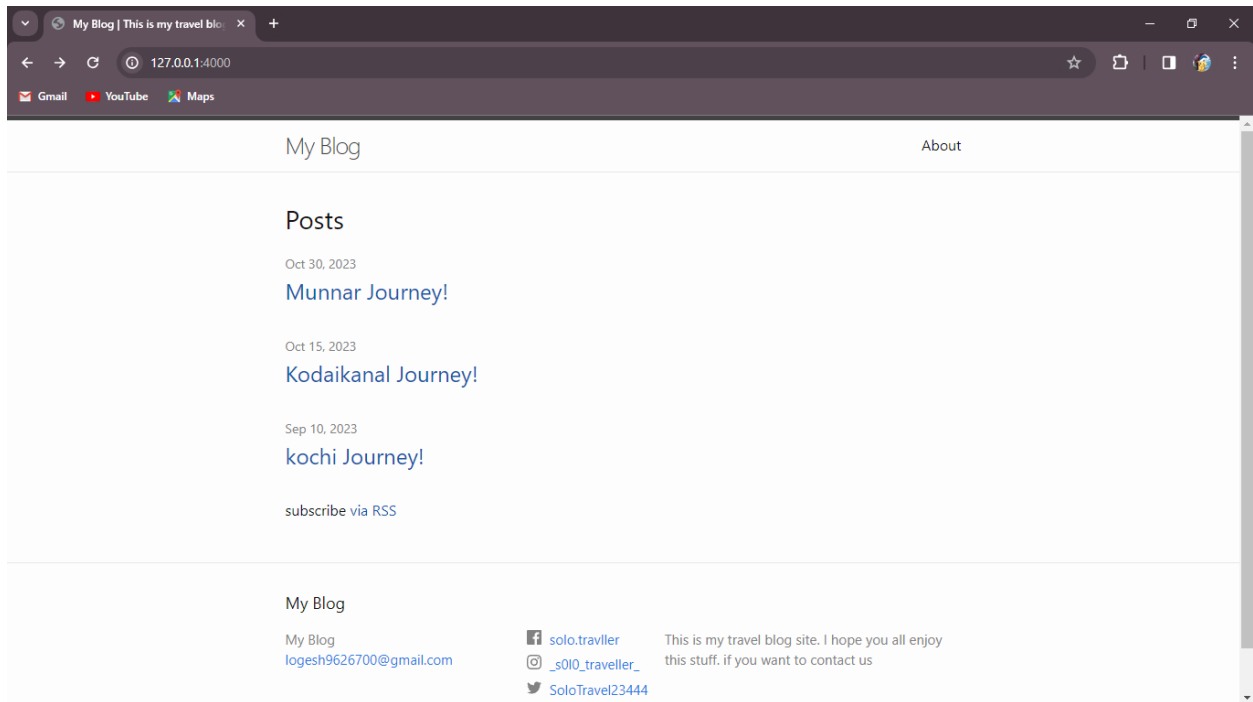 My Blog | This is my travel blo
127.0.0.1:4000
Gmail YouTube Maps
My Blog About
Posts
Oct 30, 2023
Munnar Journey!
Oct 15, 2023
Kodaikanal Journey!
Sep 10, 2023
kochi Journey!
subscribe via RSS
My Blog
My Blog
logesh9626700@gmail.com
solo.travller
_s0l0_traveller_
SoloTravel23444
This is my travel blog site. I hope you all enjoy
this stuff. if you want to contact us